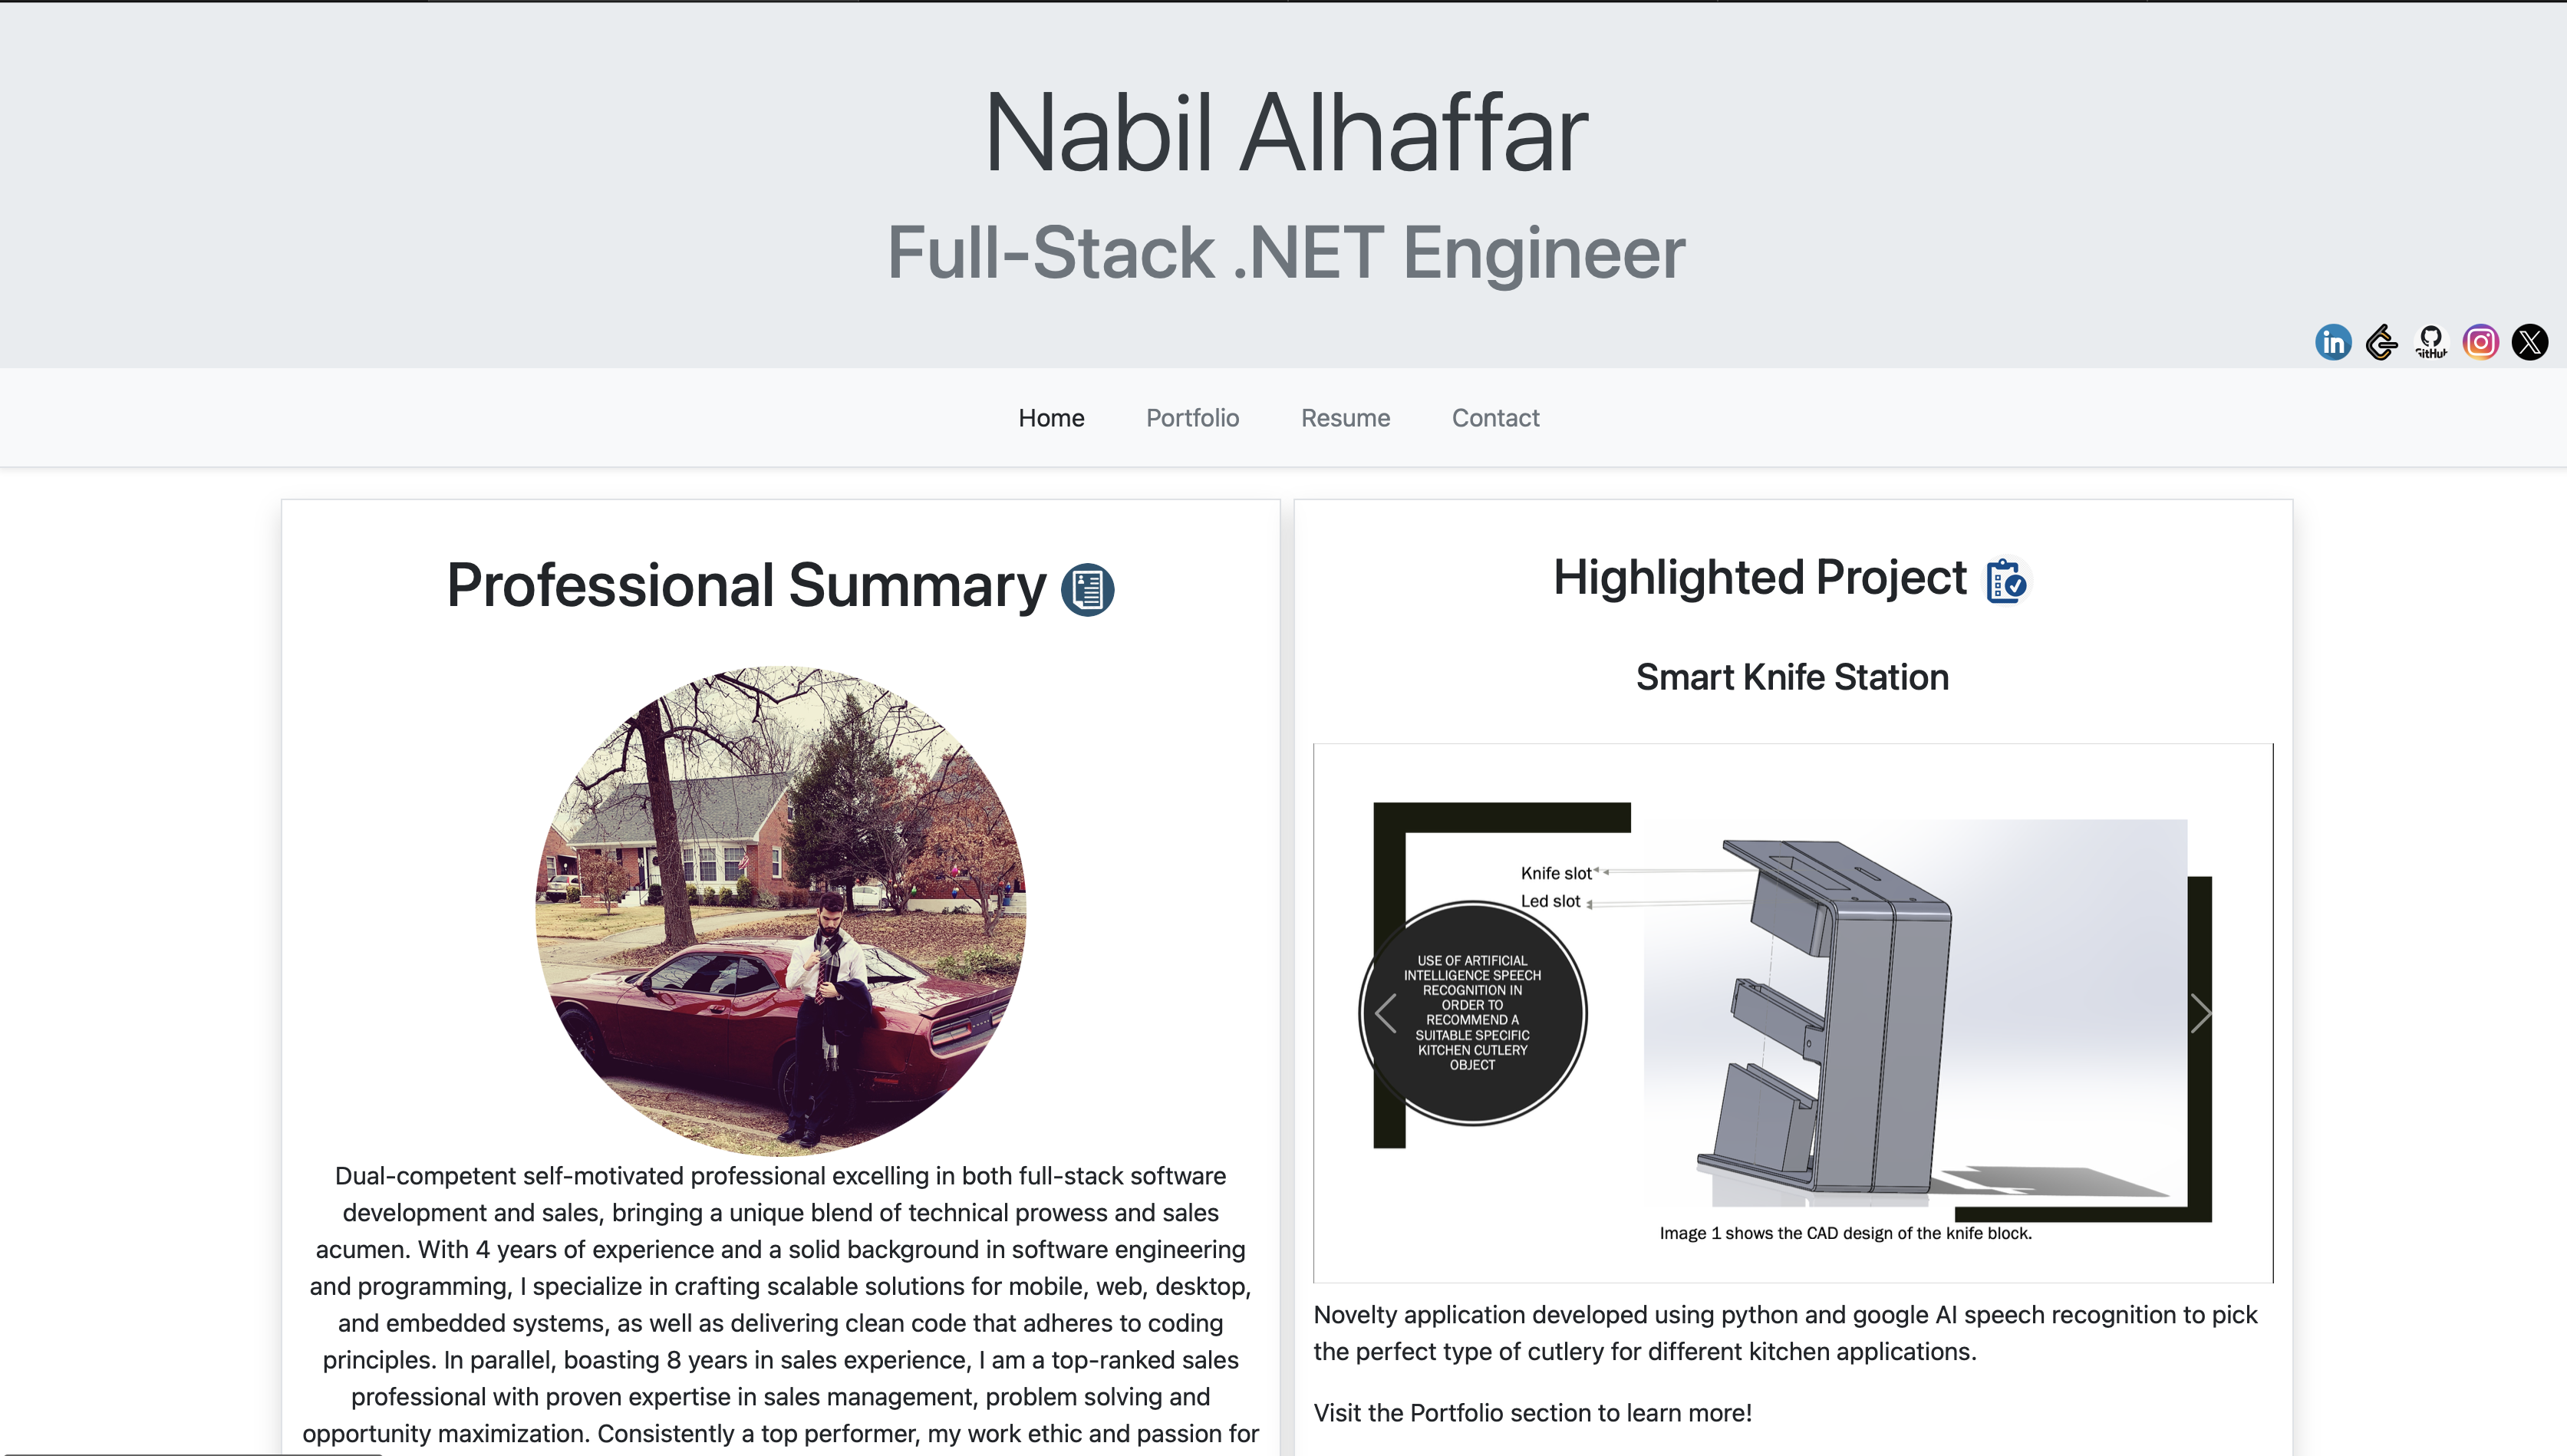 Nabil Alhaffar
Full-Stack .NET Engineer
in
GitHub
X
Home
Portfolio
Resume
Contact
Professional Summary
Dual-competent self-motivated professional excelling in both full-stack software
development and sales, bringing a unique blend of technical prowess and sales
acumen. With 4 years of experience and a solid background in software engineering
and programming, I specialize in crafting scalable solutions for mobile, web, desktop,
and embedded systems, as well as delivering clean code that adheres to coding
principles. In parallel, boasting 8 years in sales experience, I am a top-ranked sales
professional with proven expertise in sales management, problem solving and
opportunity maximization. Consistently a top performer, my work ethic and passion for
Highlighted Project
Smart Knife Station
Knife slot
Led slot
USE OF ARTIFICIAL
INTELLIGENCE SPEECH
RECOGNITION IN
ORDER TO
RECOMMEND A
SUITABLE SPECIFIC
KITCHEN CUTLERY
OBJECT
Image 1 shows the CAD design of the knife block.
Novelty application developed using python and google AI speech recognition to pick
the perfect type of cutlery for different kitchen applications.
Visit the Portfolio section to learn more!